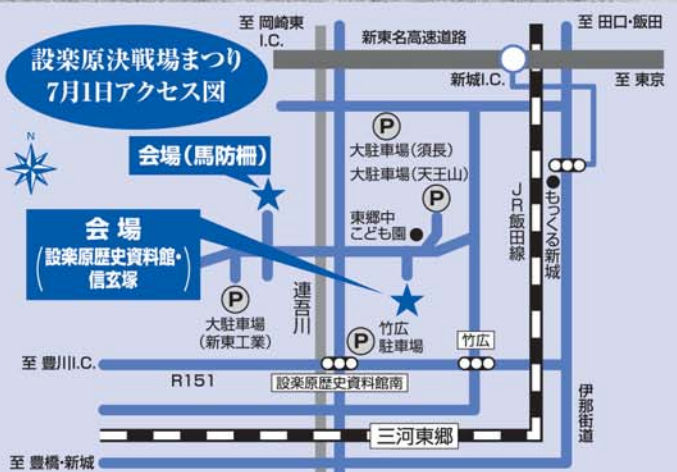 設楽原決戦場まつり
7月1日アクセス図
至 岡崎東
I.C.
新東名高速道路
至 田口・飯田
新城I.C.
至 東京
N
会場(馬防柵)
P
大駐車場(須長)
大駐車場(天王山)
P
東郷中
こども園
JR飯田線
もっくる新城
会場
(設楽原歴史資料館・
信玄塚)
P
大駐車場
(新東工業)
連吾川
P
竹広
駐車場
竹広
至 豊川I.C.
R151
設楽原歴史資料館南
伊那街道
三河東郷
至 豊橋・新城